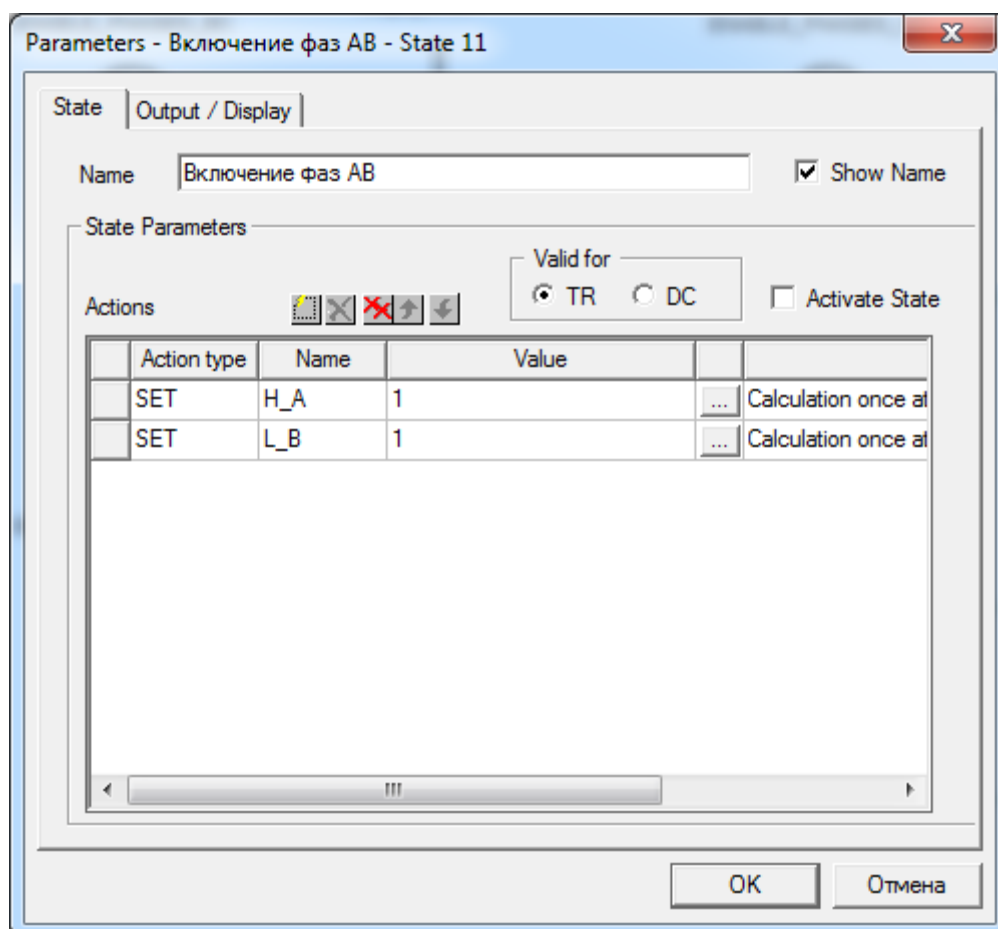 Parameters - Включение фаз АВ - State 11
State Output / Display
Name Включение фаз АВ Show Name
State Parameters
Valid for
Actions TR DC Activate State
Action type Name Value
SET H_A 1 ... Calculation once at
SET L_B 1 ... Calculation once at
OK Отмена